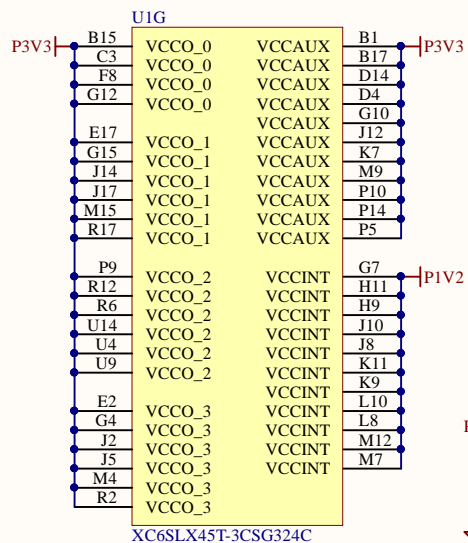 U1G
P3V3 B15 VCCO_0 VCCAUX B1 P3V3
C3 VCCO_0 VCCAUX B17
F8 VCCO_0 VCCAUX D14
G12 VCCO_0 VCCAUX D4
VCCAUX G10
E17 VCCO_1 VCCAUX J12
G15 VCCO_1 VCCAUX K7
J14 VCCO_1 VCCAUX M9
J17 VCCO_1 VCCAUX P10
M15 VCCO_1 VCCAUX P14
R17 VCCO_1 VCCAUX P5
P9 VCCO_2 VCCINT G7 P1V2
R12 VCCO_2 VCCINT H11
R6 VCCO_2 VCCINT H9
U14 VCCO_2 VCCINT J10
U4 VCCO_2 VCCINT J8
U9 VCCO_2 VCCINT K11
VCCINT K9
E2 VCCO_3 VCCINT L10
G4 VCCO_3 VCCINT L8
J2 VCCO_3 VCCINT M12
J5 VCCO_3 VCCINT M7
M4 VCCO_3
R2 VCCO_3
XC6SLX45T-3CSG324C